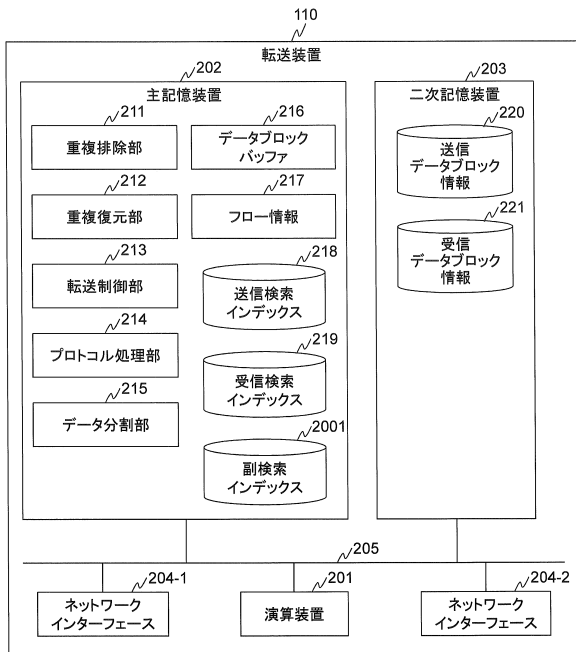 110
転送装置
202
主記憶装置
211
重複排除部
212
重複復元部
213
転送制御部
214
プロトコル処理部
215
データ分割部
216
データブロック
バッファ
217
フロー情報
218
送信検索
インデックス
219
受信検索
インデックス
2001
副検索
インデックス
203
二次記憶装置
220
送信
データブロック
情報
221
受信
データブロック
情報
205
204-1
ネットワーク
インターフェース
201
演算装置
204-2
ネットワーク
インターフェース